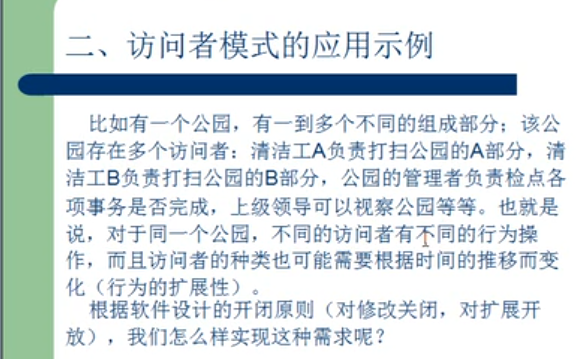 二、访问者模式的应用示例
比如有一个公园，有一到多个不同的组成部分；该公
园存在多个访问者：清洁工A负责打扫公园的A部分，清
洁工B负责打扫公园的B部分，公园的管理者负责检点各
项事务是否完成，上级领导可以视察公园等等。也就是
说，对于同一个公园，不同的访问者有不同的行为操
作，而且访问者的种类也可能需要根据时间的推移而变
化（行为的扩展性）。
根据软件设计的开闭原则（对修改关闭，对扩展开
放），我们怎么样实现这种需求呢？